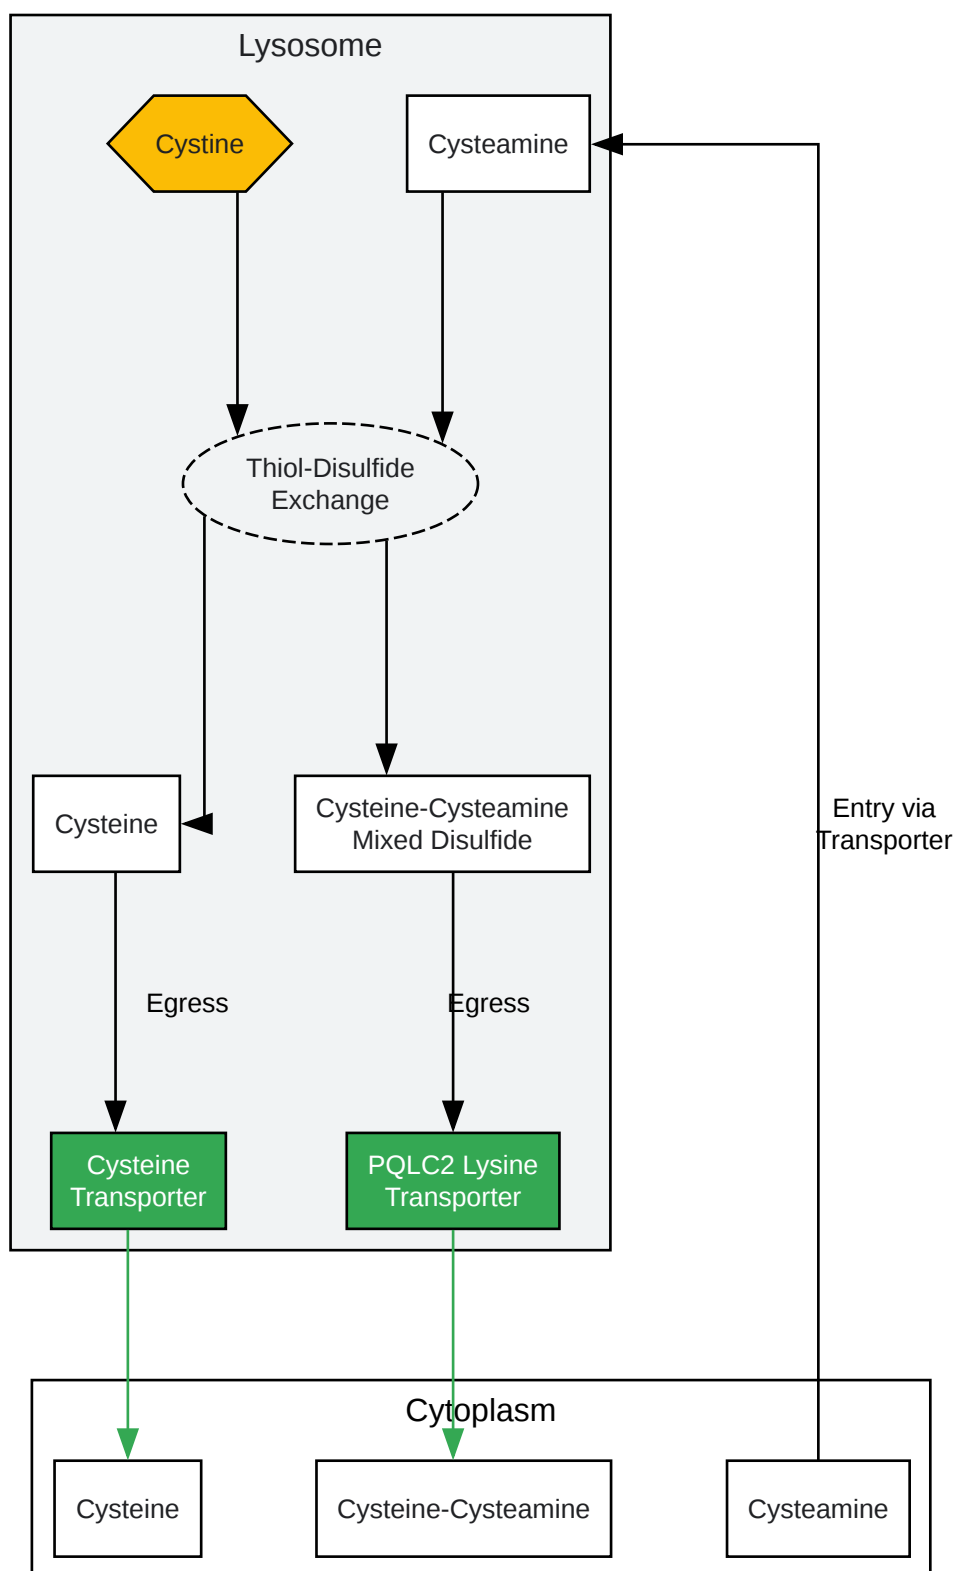 Lysosome
Cystine
Cysteamine
Thiol-Disulfide
Exchange
Cysteine
Cysteine-Cysteamine
Mixed Disulfide
Entry via
Transporter
Egress
Egress
Cysteine
Transporter
PQLC2 Lysine
Transporter
Cytoplasm
Cysteine
Cysteine-Cysteamine
Cysteamine